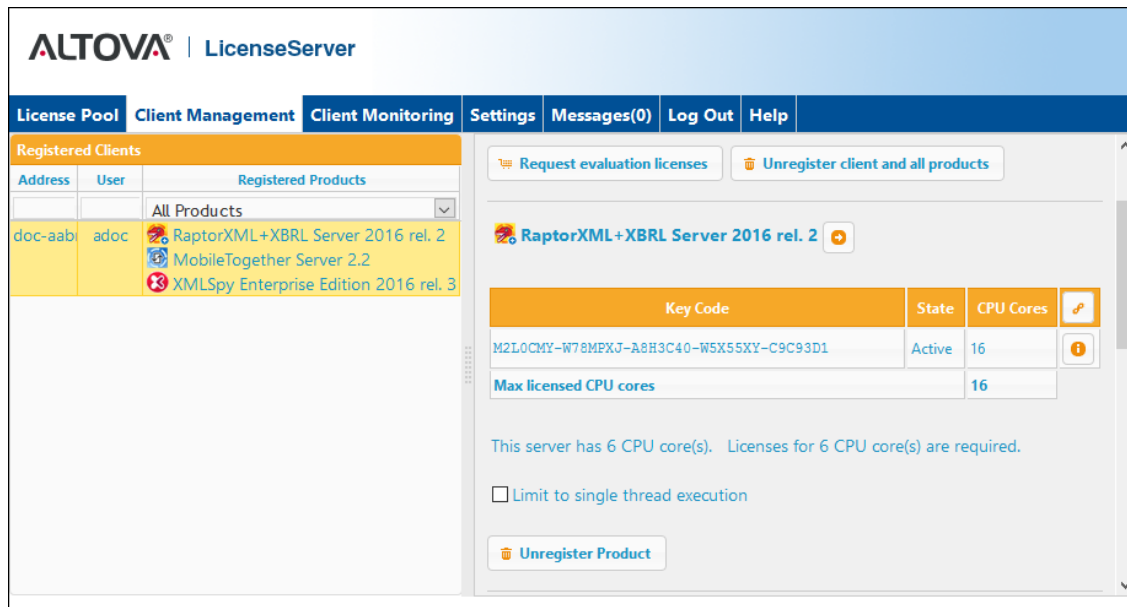 ALTOVA® | LicenseServer
License Pool Client Management Client Monitoring Settings Messages(0) Log Out Help
Registered Clients
Address User Registered Products
All Products
doc-aab adoc RaptorXML+XBRL Server 2016 rel. 2
MobileTogether Server 2.2
XMLSpy Enterprise Edition 2016 rel. 3
Request evaluation licenses Unregister client and all products
RaptorXML+XBRL Server 2016 rel. 2
Key Code State CPU Cores
M2L0CMY-W78MPXJ-A8H3C40-W5X55XY-C9C93D1 Active 16
Max licensed CPU cores 16
This server has 6 CPU core(s). Licenses for 6 CPU core(s) are required.
Limit to single thread execution
Unregister Product